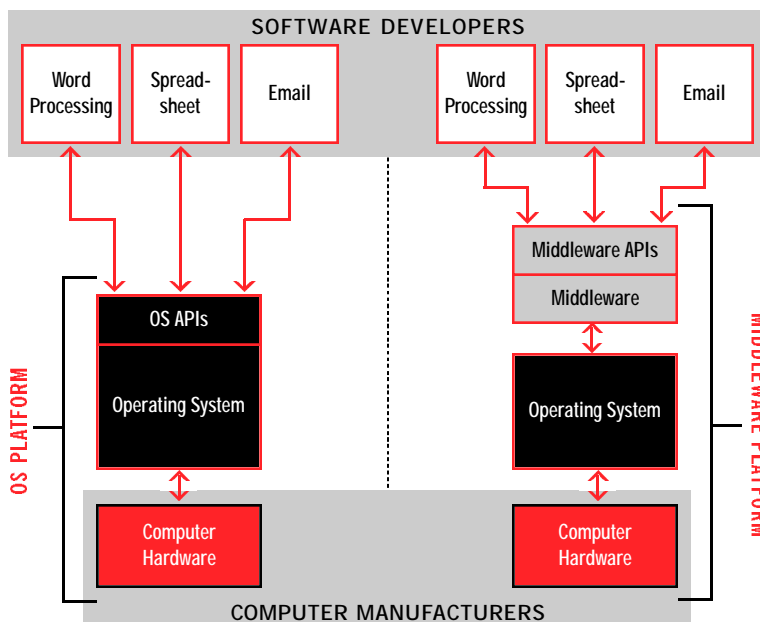 SOFTWARE DEVELOPERS
Word
Processing
Spread-
sheet
Email
Word
Processing
Spread-
sheet
Email
OS APIs
Operating System
Computer
Hardware
OS PLATFORM
Middleware APIs
Middleware
Operating System
Computer
Hardware
MIDDLEWARE PLATFORM
COMPUTER MANUFACTURERS